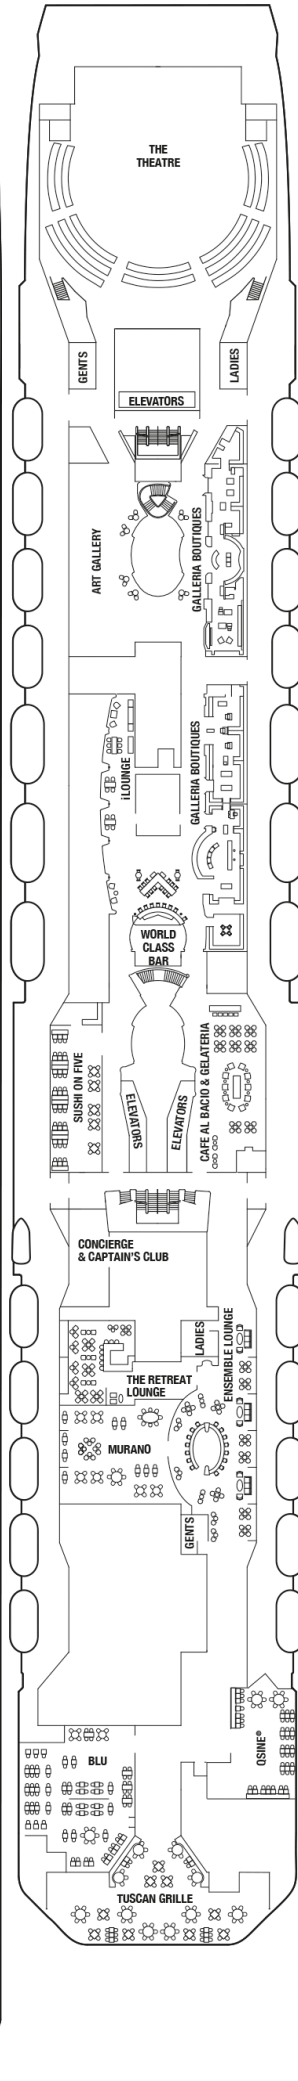 THE
THEATRE
GENTS
LADIES
ELEVATORS
ART GALLERY
GALLERIA BOUTIQUES
iLOUNGE
GALLERIA BOUTIQUES
WORLD
CLASS
BAR
SUSHI ON FIVE
ELEVATORS
ELEVATORS
CAFE AL BACIO & GELATERIA
CONCIERGE
& CAPTAIN'S CLUB
LADIES
ENSEMBLE LOUNGE
THE RETREAT
LOUNGE
MURANO
GENTS
BLU
QSINE®
TUSCAN GRILLE